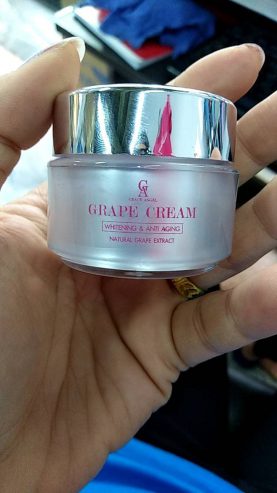 GA
GRACE ANGEL
GRAPE CREAM
WHITENING & ANTI AGING
NATURAL GRAPE EXTRACT